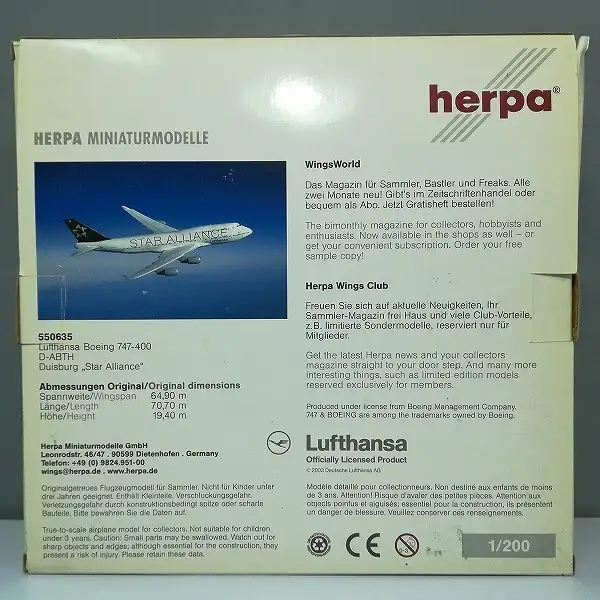 herpa®
HERPA MINIATURMODELLE
STAR ALLIANCE
550635
Lufthansa Boeing 747-400
D-ABTH
Duisburg „Star Alliance"
Abmessungen Original/Original dimensions
Spannweite/Wingspan 64,90 m
Länge/Length 70,70 m
Höhe/Height 19,40 m
Herpa Miniaturmodelle GmbH
Leonrodstr. 46/47 . 90599 Dietenhofen . Germany
Telefon: +49 (0) 9824.951-00
wings@herpa.de . www.herpa.de
Originalgetreues Flugzeugmodell für Sammler. Nicht für Kinder unter
drei Jahren geeignet. Enthält Kleinteile, Verschluckungsgefahr.
Verletzungsgefahr durch konstruktionsbedingt spitze oder scharfe
Bauteile. Bitte bewahren Sie die Daten auf.
True-to-scale airplane model for collectors. Not suitable for children
under 3 years. Caution: Small parts may be swallowed. Watch out for
sharp objects and edges; although essential for the construction, they
present a risk of injury. Please retain these data.
WingsWorld
Das Magazin für Sammler, Bastler und Freaks. Alle
zwei Monate neu! Gibt's im Zeitschriftenhandel oder
bequem als Abo. Jetzt Gratisheft bestellen!
The bimonthly magazine for collectors, hobbyists and
enthusiasts. Now available in the shops as well – or
get your convenient subscription. Order your free
sample copy!
Herpa Wings Club
Freuen Sie sich auf aktuelle Neuigkeiten, Ihr
Sammler-Magazin frei Haus und viele Club-Vorteile,
z.B. limitierte Sondermodelle, reserviert nur für
Mitglieder.
Get the latest Herpa news and your collectors
magazine straight to your door step. And many more
interesting things, such as limited edition models
reserved exclusively for members.
Produced under license from Boeing Management Company.
747 & BOEING are among the trademarks owned by Boeing.
Lufthansa
Officially Licensed Product
© 2003 Deutsche Lufthansa AG
Modèle détaillé pour collectionneurs. Non destiné aux enfants de moins
de 3 ans. Attention! Risque d'avaler des petites pièces. Attention aux
objets pointus et aiguisés; essentiel pour la construction, ils présentent
un danger de blessure. Veuillez conserver ces renseignements.
CE
0-3
1/200